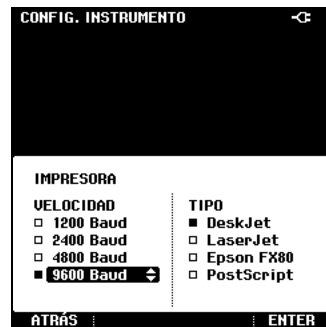 CONFIG. INSTRUMENTO
IMPRESORA
VELOCIDAD
1200 Baud
2400 Baud
4800 Baud
9600 Baud
TIPO
DeskJet
LaserJet
Epson FX80
PostScript
ATRÁS
ENTER